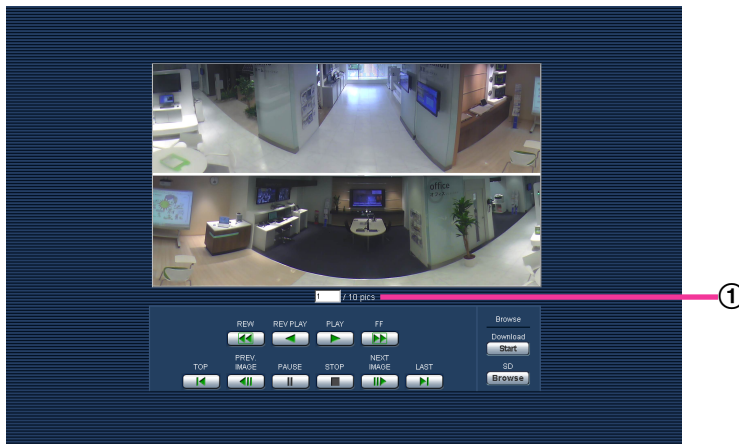 office
1 / 10 pics
①
REW REV PLAY PLAY FF
TOP PREV. IMAGE PAUSE STOP NEXT IMAGE LAST
Browse
Download
Start
SD
Browse